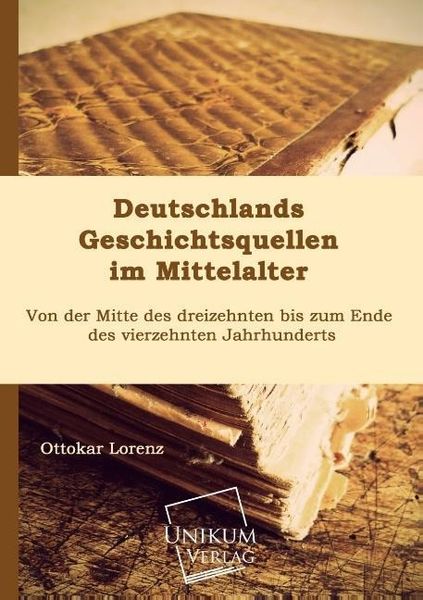 Deutschlands
Geschichtsquellen
im Mittelalter
Von der Mitte des dreizehnten bis zum Ende
des vierzehnten Jahrhunderts
Ottokar Lorenz
UNIKUM
VERLAG